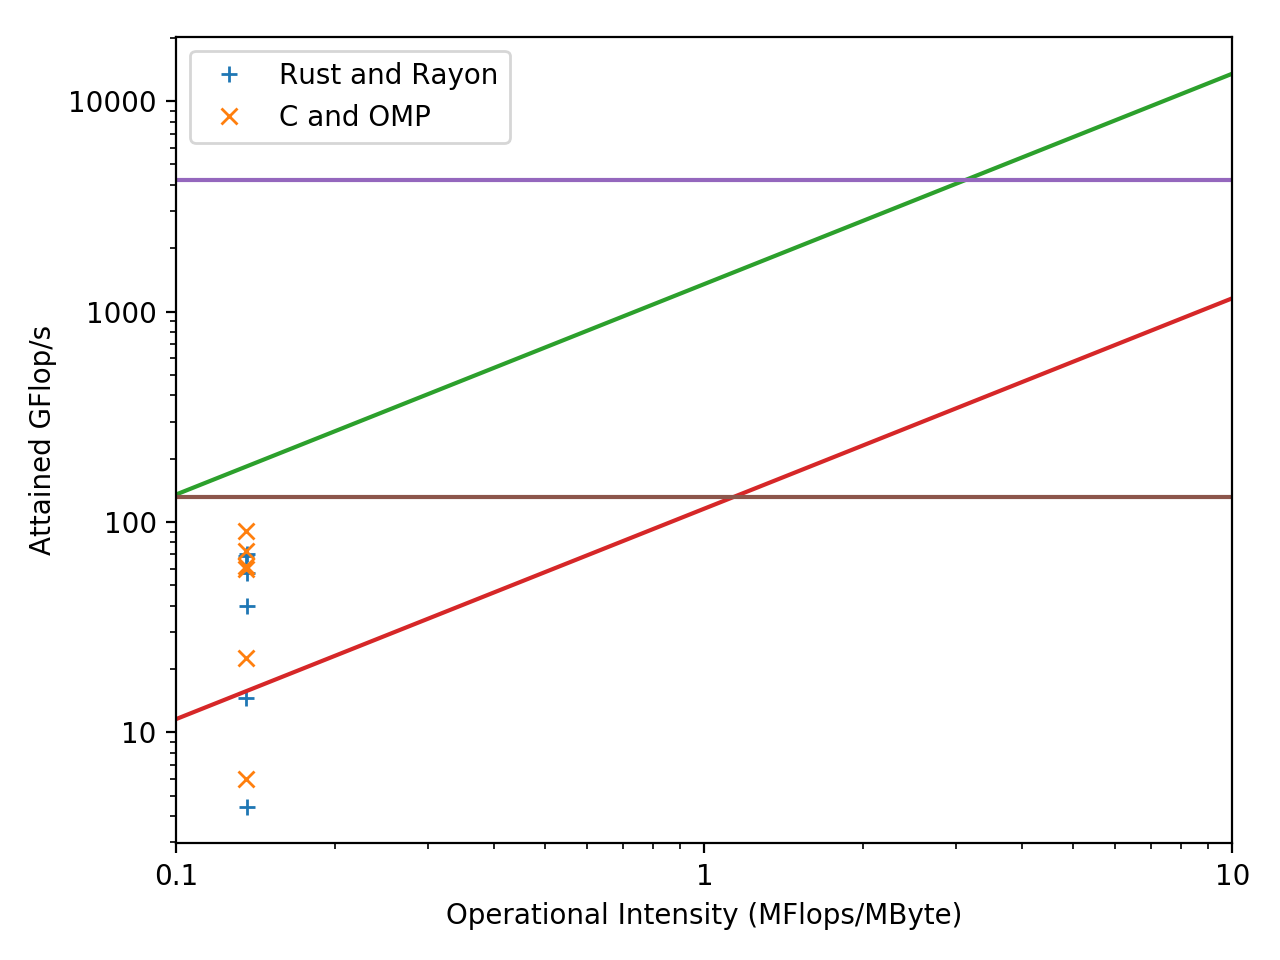 Rust and Rayon
C and OMP
10000
1000
100
10
Attained GFlop/s
0.1
1
10
Operational Intensity (MFlops/MByte)